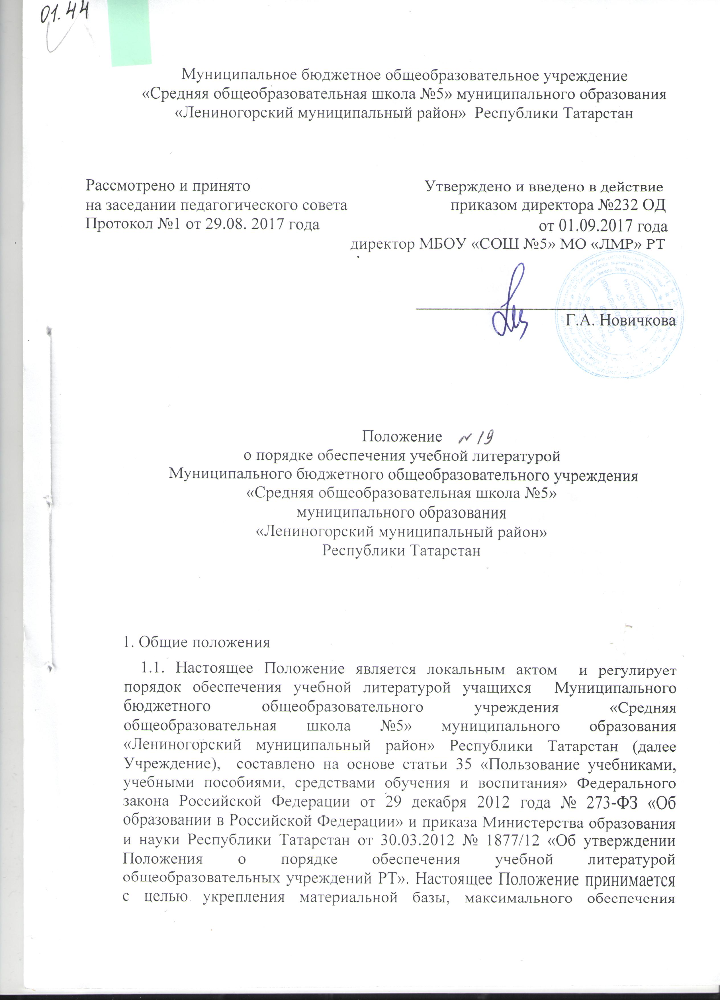 01.44
Муниципальное бюджетное общеобразовательное учреждение
«Средняя общеобразовательная школа №5» муниципального образования
«Лениногорский муниципальный район» Республики Татарстан
Рассмотрено и принято
на заседании педагогического совета
Протокол №1 от 29.08. 2017 года
Утверждено и введено в действие
приказом директора №232 ОД
от 01.09.2017 года
директор МБОУ «СОШ №5» МО «ЛМР» РТ
Г.А. Новичкова
Положение № 19
о порядке обеспечения учебной литературой
Муниципального бюджетного общеобразовательного учреждения
«Средняя общеобразовательная школа №5»
муниципального образования
«Лениногорский муниципальный район»
Республики Татарстан
1. Общие положения
1.1. Настоящее Положение является локальным актом и регулирует
порядок обеспечения учебной литературой учащихся Муниципального
бюджетного общеобразовательного учреждения «Средняя
общеобразовательная школа №5» муниципального образования
«Лениногорский муниципальный район» Республики Татарстан (далее
Учреждение), составлено на основе статьи 35 «Пользование учебниками,
учебными пособиями, средствами обучения и воспитания» Федерального
закона Российской Федерации от 29 декабря 2012 года № 273-ФЗ «Об
образовании в Российской Федерации» и приказа Министерства образования
и науки Республики Татарстан от 30.03.2012 № 1877/12 «Об утверждении
Положения о порядке обеспечения учебной литературой
общеобразовательных учреждений РТ». Настоящее Положение принимается
с целью укрепления материальной базы, максимального обеспечения